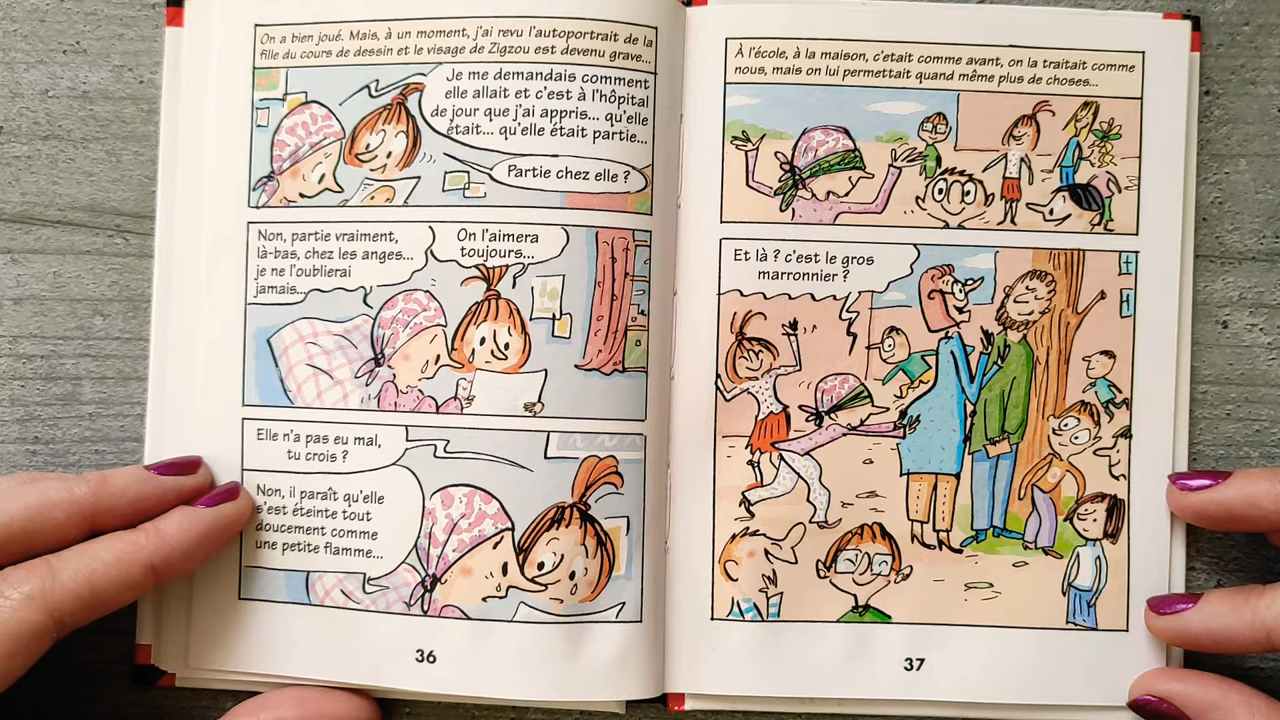 On a bien joué. Mais, à un moment, j'ai revu l'autoportrait de la
fille du cours de dessin et le visage de Zigzou est devenu grave...
Je me demandais comment
elle allait et c'est à l'hôpital
de jour que j'ai appris... qu'elle
était... qu'elle était partie...
Partie chez elle ?
Non, partie vraiment,
là-bas, chez les anges...
je ne l'oublierai
jamais...
On l'aimera
toujours...
Elle n'a pas eu mal,
tu crois ?
Non, il paraît qu'elle
s'est éteinte tout
doucement comme
une petite flamme...
36
À l'école, à la maison, c'etait comme avant, on la traitait comme
nous, mais on lui permettait quand même plus de choses...
Et là ? c'est le gros
marronnier ?
37